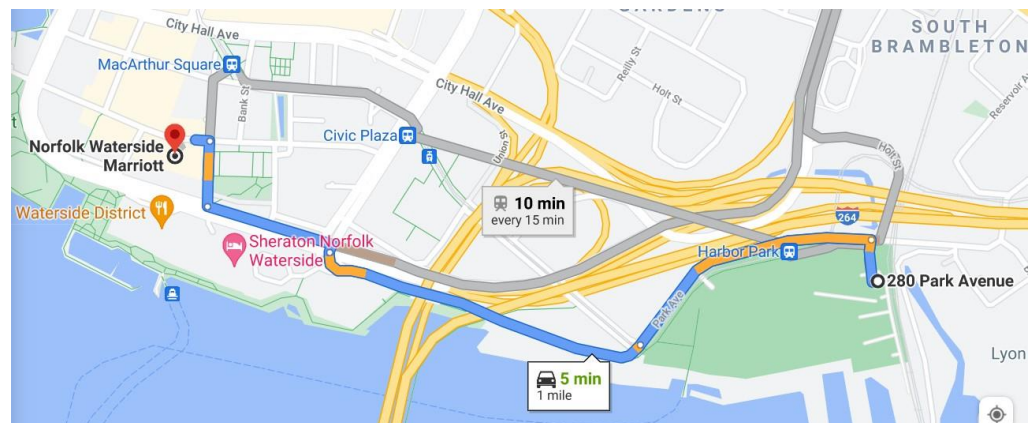 City Hall Ave
SOUTH
BRAMBLETON
MacArthur Square
City Hall Ave
Reilly St
Holt St
Bank St
Norfolk Waterside
Marriott
Civic Plaza
Union St
Holt St
10 min
every 15 min
Waterside District
264
Sheraton Norfolk
Waterside
Harbor Park
280 Park Avenue
Park Ave
Lyon
5 min
1 mile